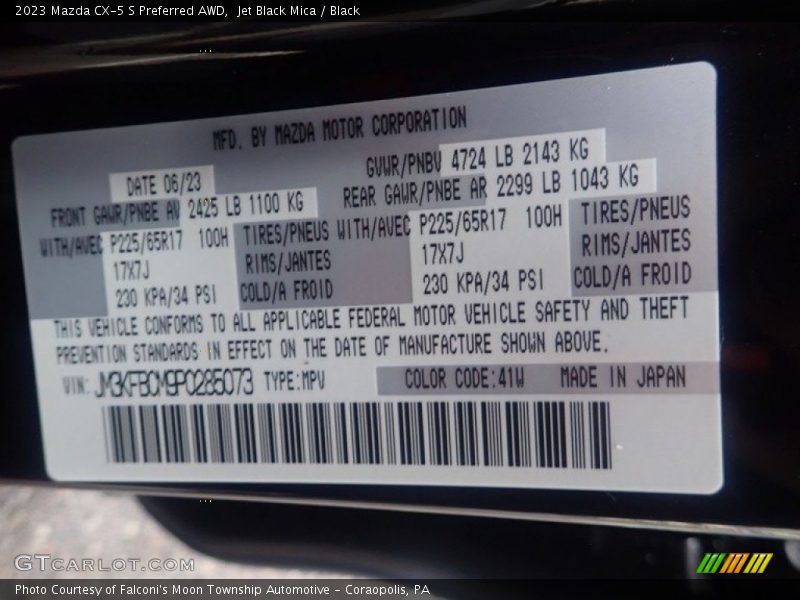 2023 Mazda CX-5 S Preferred AWD,  Jet Black Mica / Black
MFD. BY MAZDA MOTOR CORPORATION
DATE 06/23
GVWR/PNBV 4724 LB 2143 KG
FRONT GAWR/PNBE AV 2425 LB 1100 KG
REAR GAWR/PNBE AR 2299 LB 1043 KG
WITH/AVEC P225/65R17 100H TIRES/PNEUS WITH/AVEC P225/65R17 100H TIRES/PNEUS
17X7J RIMS/JANTES 17X7J RIMS/JANTES
230 KPA/34 PSI COLD/A FROID 230 KPA/34 PSI COLD/A FROID
THIS VEHICLE CONFORMS TO ALL APPLICABLE FEDERAL MOTOR VEHICLE SAFETY AND THEFT
PREVENTION STANDARDS IN EFFECT ON THE DATE OF MANUFACTURE SHOWN ABOVE.
VIN: JM3KFBCM9P0285073 TYPE:MPV COLOR CODE:41W MADE IN JAPAN
GTCARLOT.COM
Photo Courtesy of Falconi's Moon Township Automotive - Coraopolis, PA